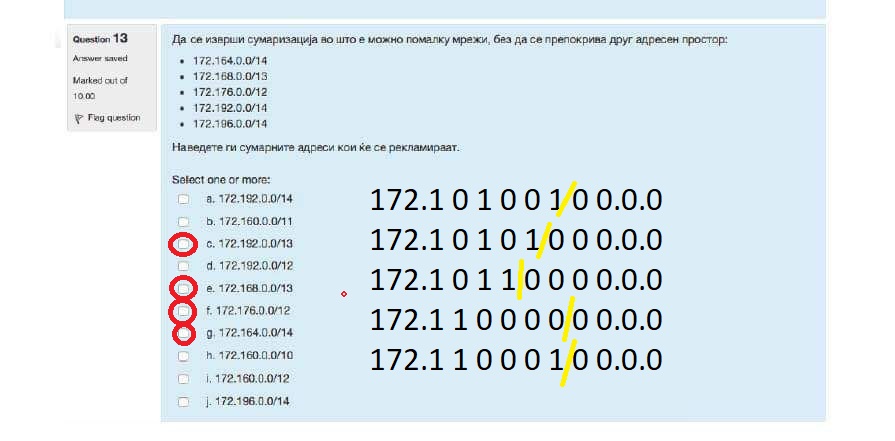 Question 13
Answer saved
Marked out of
10.00
Flag question
Да се изврши сумаризација во што е можно помалку мрежи, без да се препокрива друг адресен простор:
• 172.164.0.0/14
• 172.168.0.0/13
• 172.176.0.0/12
• 172.192.0.0/14
• 172.196.0.0/14
Наведете ги сумарните адреси кои ќе се рекламираат.
Select one or more:
a. 172.192.0.0/14
b. 172.160.0.0/11
c. 172.192.0.0/13
d. 172.192.0.0/12
e. 172.168.0.0/13
f. 172.176.0.0/12
g. 172.164.0.0/14
h. 172.160.0.0/10
i. 172.160.0.0/12
j. 172.196.0.0/14
172.1 0 1 0 0 1/0 0.0.0
172.1 0 1 0 1/0 0 0.0.0
172.1 0 1 1|0 0 0 0.0.0
172.1 1 0 0 0 0/0 0.0.0
172.1 1 0 0 0 1/0 0.0.0